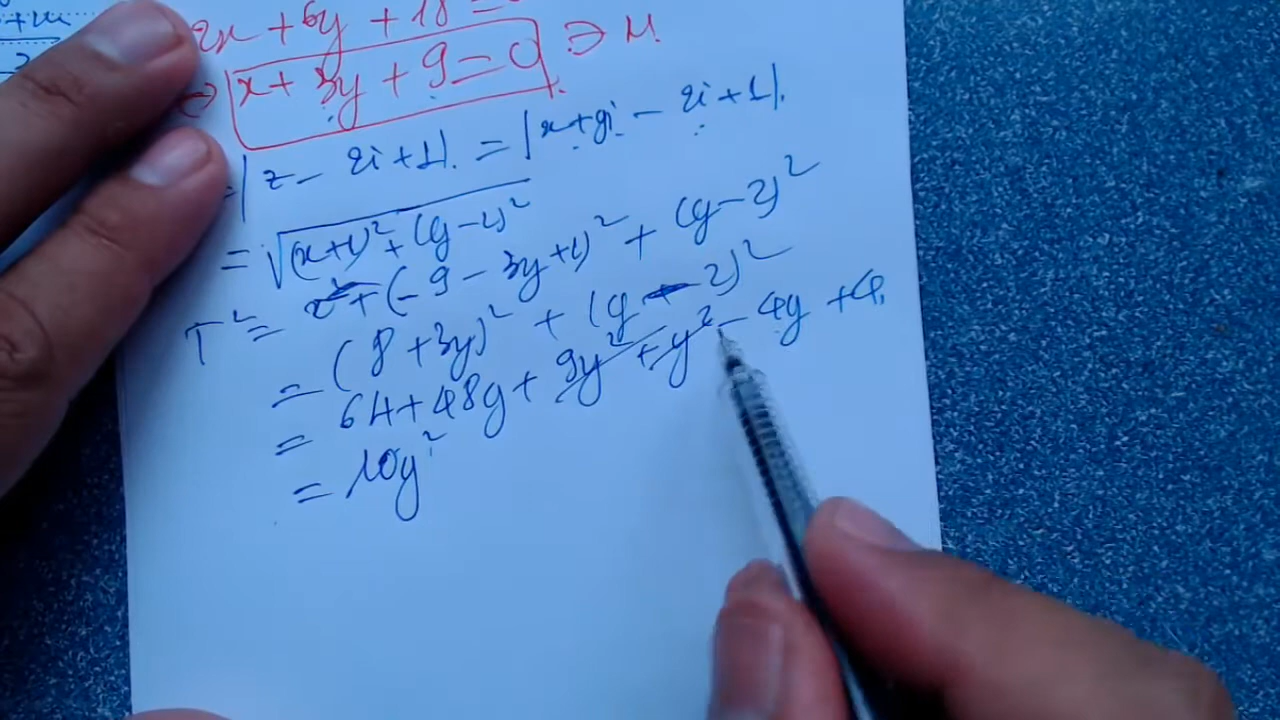 2x + 6y + 18 =
=> x + 3y + 9 = 0 ∋ M.
= |z - 2i + 1| = |x + yi - 2i + 1|.
= √(x+1)² + (y-2)²
T² = (-9 - 3y + 1)² + (y-2)²
= (8 + 3y)² + (y - 2)²
= 64 + 48y + 9y² + y² - 4y + 4.
= 10y²